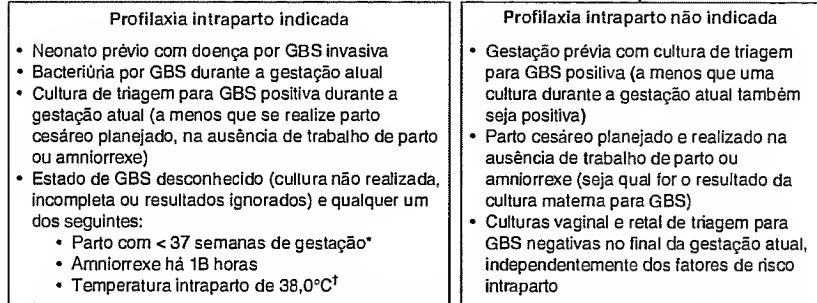 Profilaxia intraparto indicada
• Neonato prévio com doença por GBS invasiva
• Bacteriúria por GBS durante a gestação atual
• Cultura de triagem para GBS positiva durante a
gestação atual (a menos que se realize parto
cesáreo planejado, na ausência de trabalho de parto
ou amniorrexe)
• Estado de GBS desconhecido (cultura não realizada,
incompleta ou resultados ignorados) e qualquer um
dos seguintes:
• Parto com < 37 semanas de gestação*
• Amniorrexe há 1B horas
• Temperatura intraparto de 38,0°C†
Profilaxia intraparto não indicada
• Gestação prévia com cultura de triagem
para GBS positiva (a menos que uma
cultura durante a gestação atual também
seja positiva)
• Parto cesáreo planejado e realizado na
ausência de trabalho de parto ou
amniorrexe (seja qual for o resultado da
cultura materna para GBS)
• Culturas vaginal e retal de triagem para
GBS negativas no final da gestação atual,
independentemente dos fatores de risco
intraparto